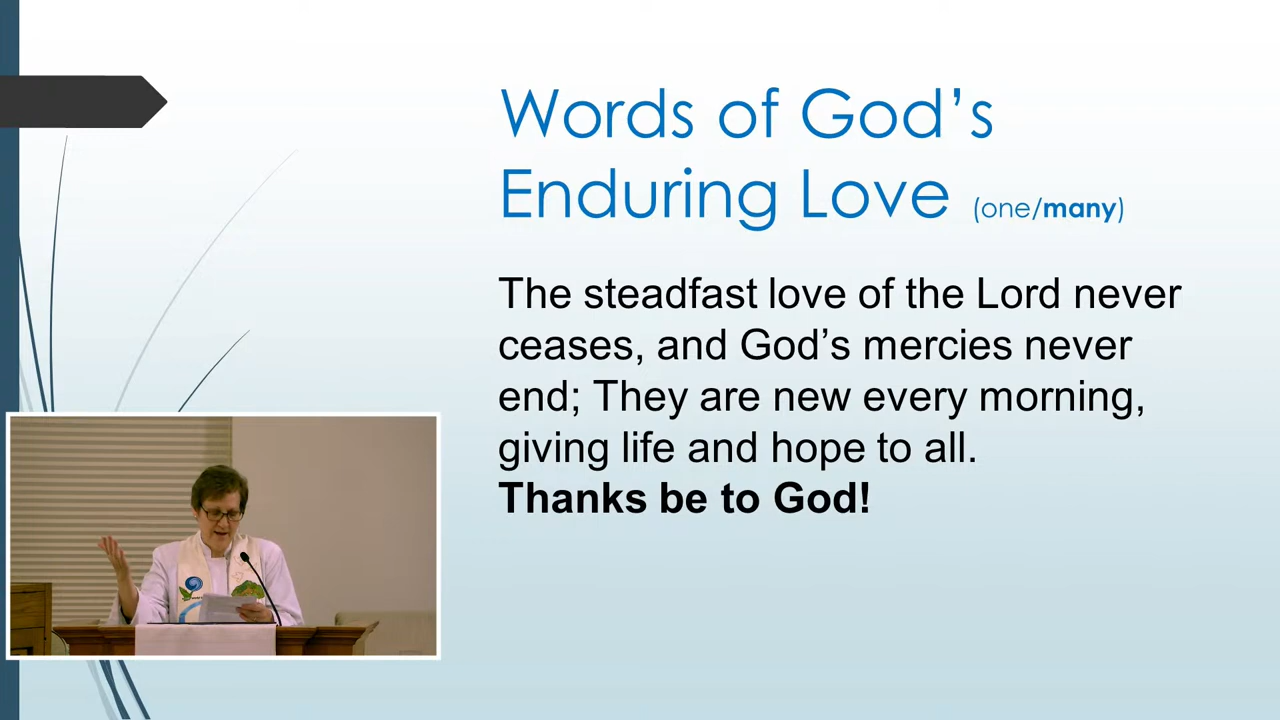 Words of God’s
Enduring Love (one/many)
The steadfast love of the Lord never
ceases, and God’s mercies never
end; They are new every morning,
giving life and hope to all.
Thanks be to God!